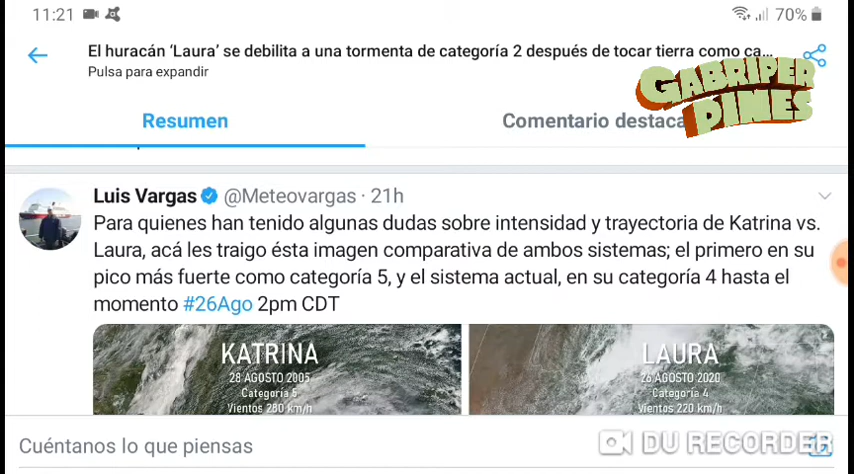 11:21
70%
El huracán ‘Laura’ se debilita a una tormenta de categoría 2 después de tocar tierra como ca...
Pulsa para expandir
GABRIPER
PINES
Resumen
Comentario destaca
Luis Vargas @Meteovargas · 21h
Para quienes han tenido algunas dudas sobre intensidad y trayectoria de Katrina vs.
Laura, acá les traigo ésta imagen comparativa de ambos sistemas; el primero en su
pico más fuerte como categoría 5, y el sistema actual, en su categoría 4 hasta el
momento #26Ago 2pm CDT
KATRINA
28 AGOSTO 2005
Categoría 5
Vientos 280 km/h
LAURA
26 AGOSTO 2020
Categoría 4
Vientos 220 km/h
Cuéntanos lo que piensas
DU RECORDER